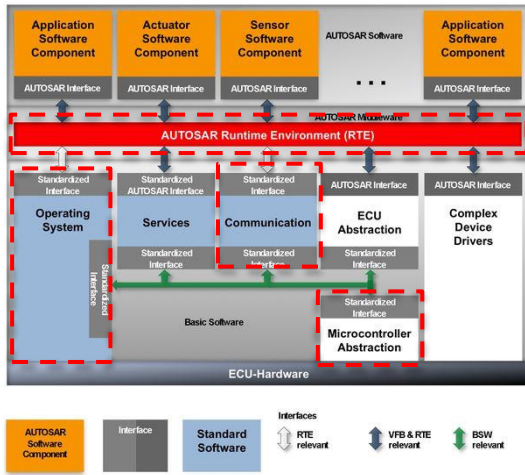 Application
Software
Component
Actuator
Software
Component
Sensor
Software
Component
AUTOSAR Software
Application
Software
Component
AUTOSAR Interface
AUTOSAR Interface
AUTOSAR Interface
...
AUTOSAR Interface
AUTOSAR Middleware
AUTOSAR Runtime Environment (RTE)
Standardized
Interface
Standardized
AUTOSAR Interface
Standardized
Interface
AUTOSAR Interface
AUTOSAR Interface
Operating
System
Services
Communication
ECU
Abstraction
Complex
Device
Drivers
Standardized
Interface
Standardized
Interface
Standardized
Interface
Standardized
Interface
Basic Software
Standardized
Interface
Microcontroller
Abstraction
ECU-Hardware
AUTOSAR
Software
Component
Interface
Standard
Software
Interfaces
RTE
relevant
VFB & RTE
relevant
BSW
relevant